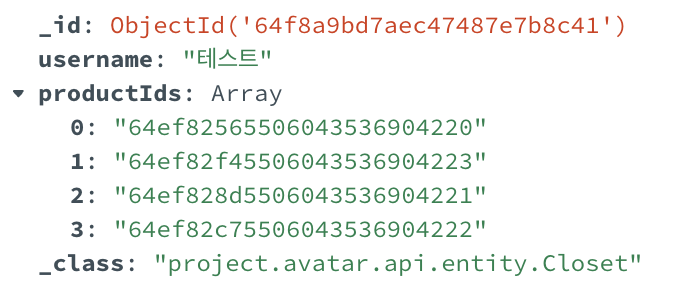 _id: ObjectId('64f8a9bd7aec47487e7b8c41')
username: "테스트"
productIds: Array
0: "64ef82565506043536904220"
1: "64ef82f45506043536904223"
2: "64ef828d5506043536904221"
3: "64ef82c75506043536904222"
_class: "project.avatar.api.entity.Closet"